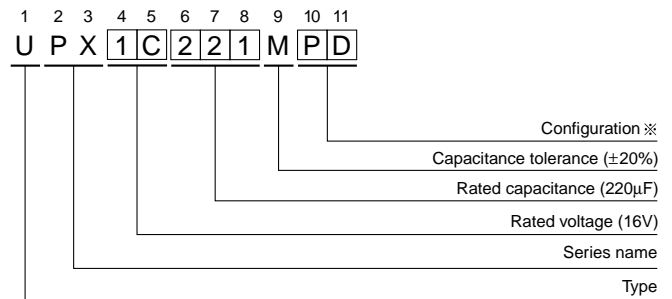 1 2 3 4 5 6 7 8 9 10 11
U P X 1 C 2 2 1 M P D
Configuration ※
Capacitance tolerance (±20%)
Rated capacitance (220µF)
Rated voltage (16V)
Series name
Type